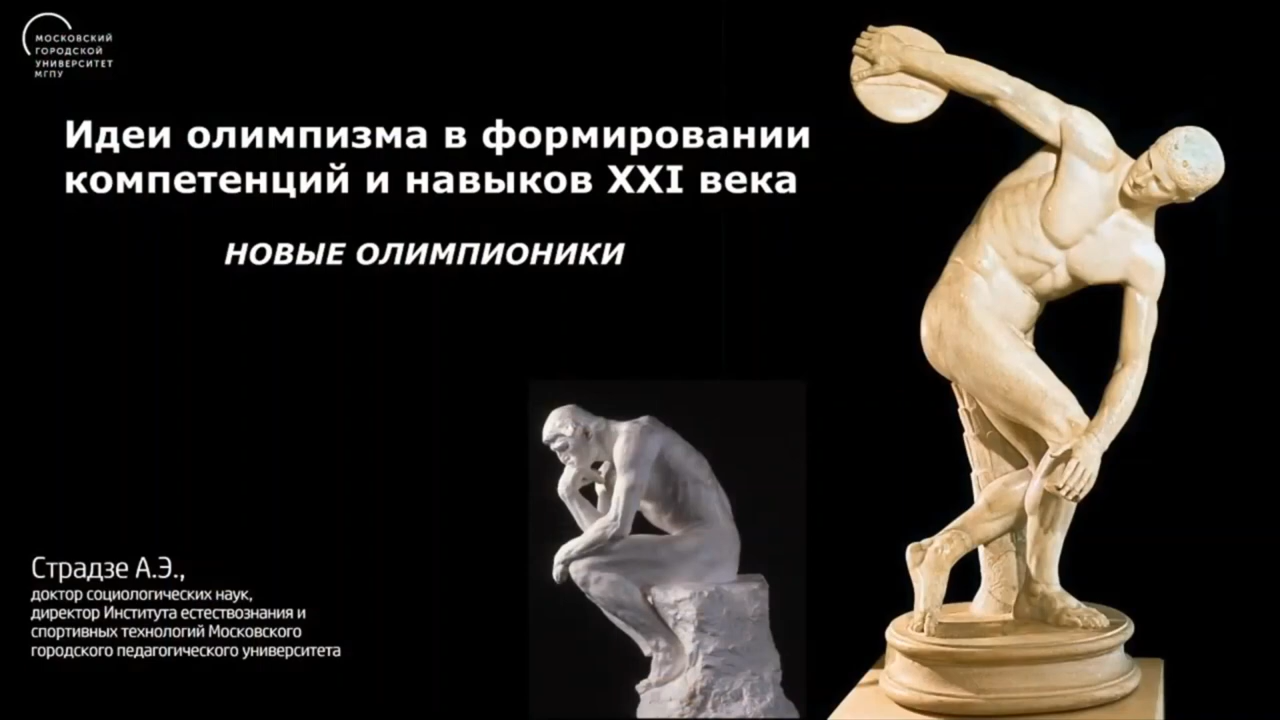 МОСКОВСКИЙ
ГОРОДСКОЙ
УНИВЕРСИТЕТ
МГПУ
Идеи олимпизма в формировании
компетенций и навыков XXI века
НОВЫЕ ОЛИМПИОНИКИ
Страдзе А.Э.,
доктор социологических наук,
директор Института естествознания и
спортивных технологий Московского
городского педагогического университета